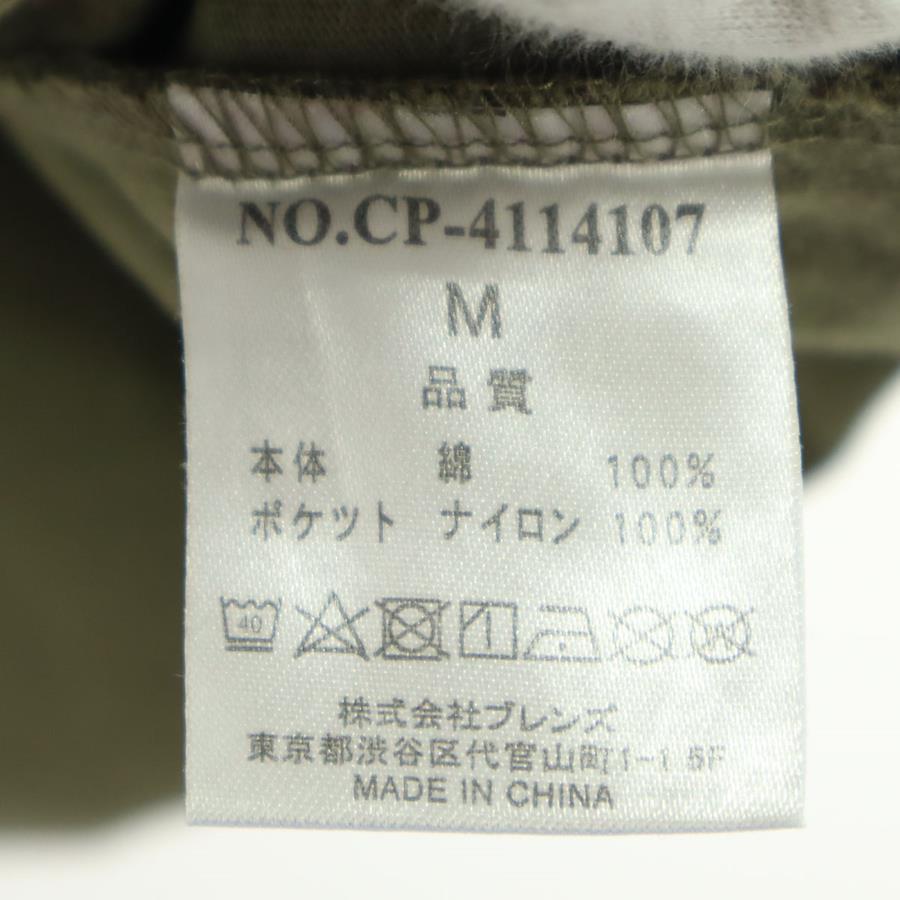 NO.CP-4114107
M
品質
本体 綿 100%
ポケット ナイロン 100%
40
株式会社ブレンズ
東京都渋谷区代官山町1-1 5F
MADE IN CHINA